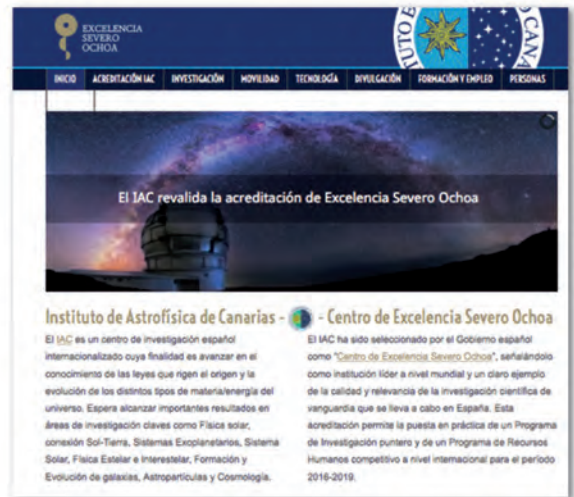 EXCELENCIA
SEVERO
OCHOA
TUTO
CANA
INICIO ACREDITACIÓN IAC INVESTIGACIÓN MOVILIDAD TECNOLOGÍA DIVULGACIÓN FORMACIÓN Y EMPLEO PERSONAS
El IAC revalida la acreditación de Excelencia Severo Ochoa
Instituto de Astrofísica de Canarias - - Centro de Excelencia Severo Ochoa
El IAC es un centro de investigación español
internacionalizado cuya finalidad es avanzar en el
conocimiento de las leyes que rigen el origen y la
evolución de los distintos tipos de materia/energía del
universo. Espera alcanzar importantes resultados en
áreas de investigación claves como Física solar,
conexión Sol-Tierra, Sistemas Exoplanetarios, Sistema
Solar, Física Estelar e Interestelar, Formación y
Evolución de galaxias, Astropartículas y Cosmología.
El IAC ha sido seleccionado por el Gobierno español
como "Centro de Excelencia Severo Ochoa", señalándolo
como institución líder a nivel mundial y un claro ejemplo
de la calidad y relevancia de la investigación científica de
vanguardia que se lleva a cabo en España. Esta
acreditación permite la puesta en práctica de un Programa
de Investigación puntero y de un Programa de Recursos
Humanos competitivo a nivel internacional para el período
2016-2019.